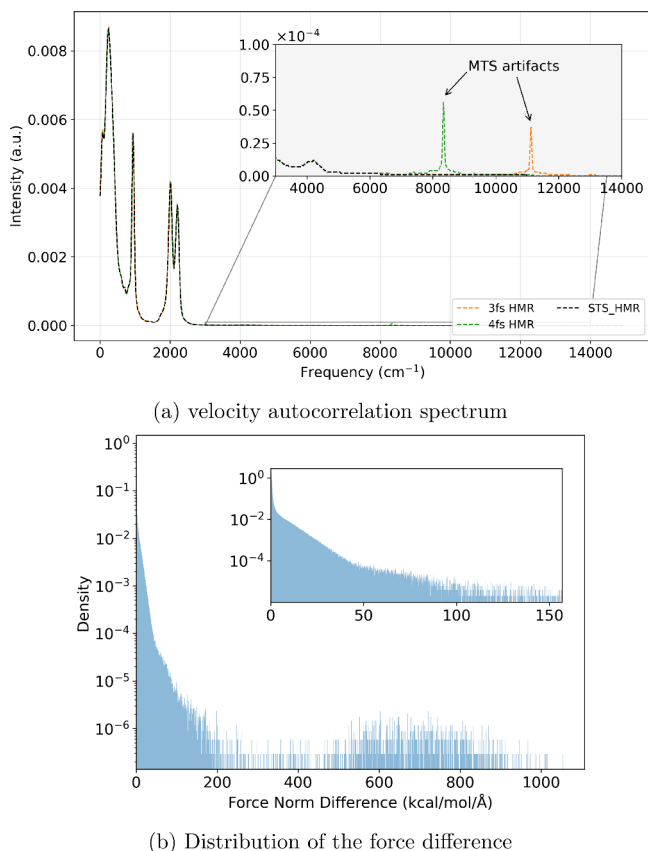 ×10⁻⁴
1.00
0.75
0.50
0.25
0.00
MTS artifacts
4000 6000 8000 10000 12000 14000
0.008
0.006
0.004
0.002
0.000
Intensity (a.u.)
3fs HMR
4fs HMR
STS_HMR
0 2000 4000 6000 8000 10000 12000 14000
Frequency (cm⁻¹)
(a) velocity autocorrelation spectrum
10⁰
10⁻¹
10⁻²
10⁻³
10⁻⁴
10⁻⁵
10⁻⁶
Density
10⁰
10⁻²
10⁻⁴
0 50 100 150
0 200 400 600 800 1000
Force Norm Difference (kcal/mol/Å)
(b) Distribution of the force difference